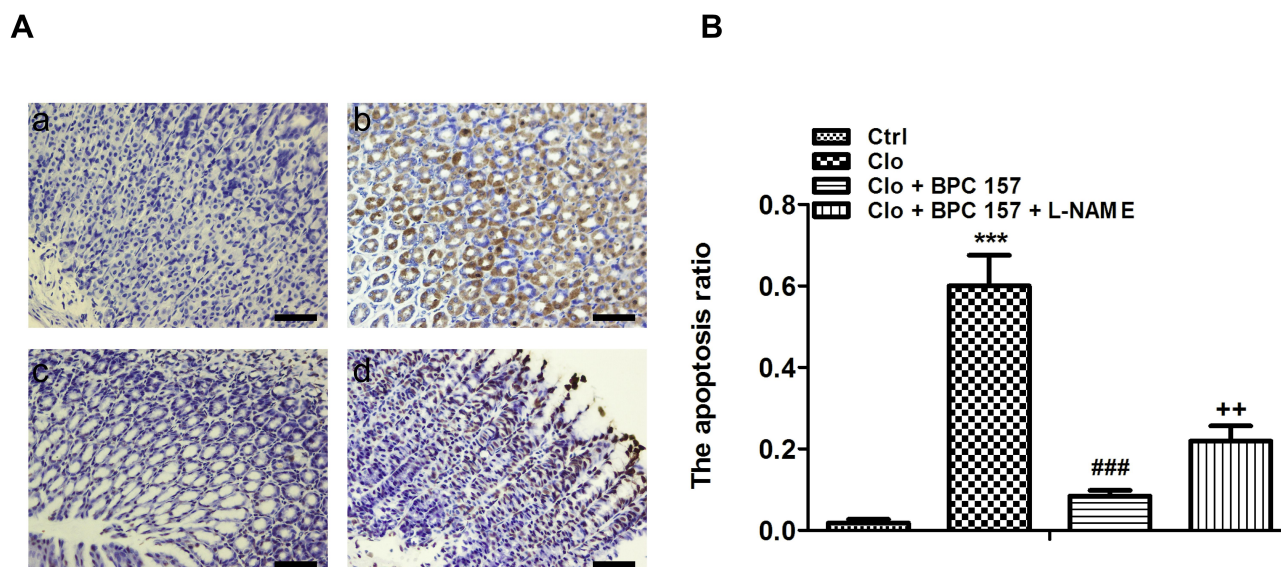 A
B
a
b
c
d
Ctrl
Clo
Clo + BPC 157
Clo + BPC 157 + L-NAME
The apoptosis ratio
0.8
0.6
0.4
0.2
0.0
***
###
++